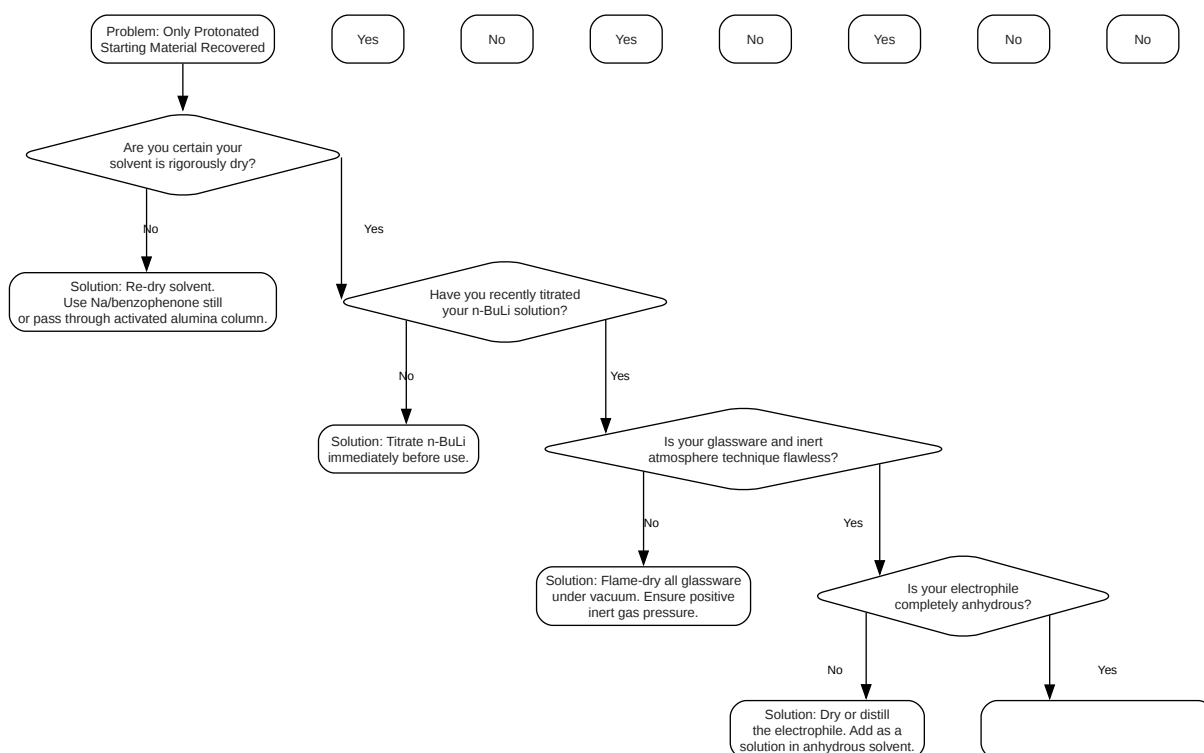 Problem: Only Protonated
Starting Material Recovered
Yes
No
Yes
No
Yes
No
No
Are you certain your
solvent is rigorously dry?
No
Yes
Solution: Re-dry solvent.
Use Na/benzophenone still
or pass through activated alumina column.
Have you recently titrated
your n-BuLi solution?
No
Yes
Solution: Titrate n-BuLi
immediately before use.
Is your glassware and inert
atmosphere technique flawless?
No
Yes
Solution: Flame-dry all glassware
under vacuum. Ensure positive
inert gas pressure.
Is your electrophile
completely anhydrous?
No
Yes
Solution: Dry or distill
the electrophile. Add as a
solution in anhydrous solvent.